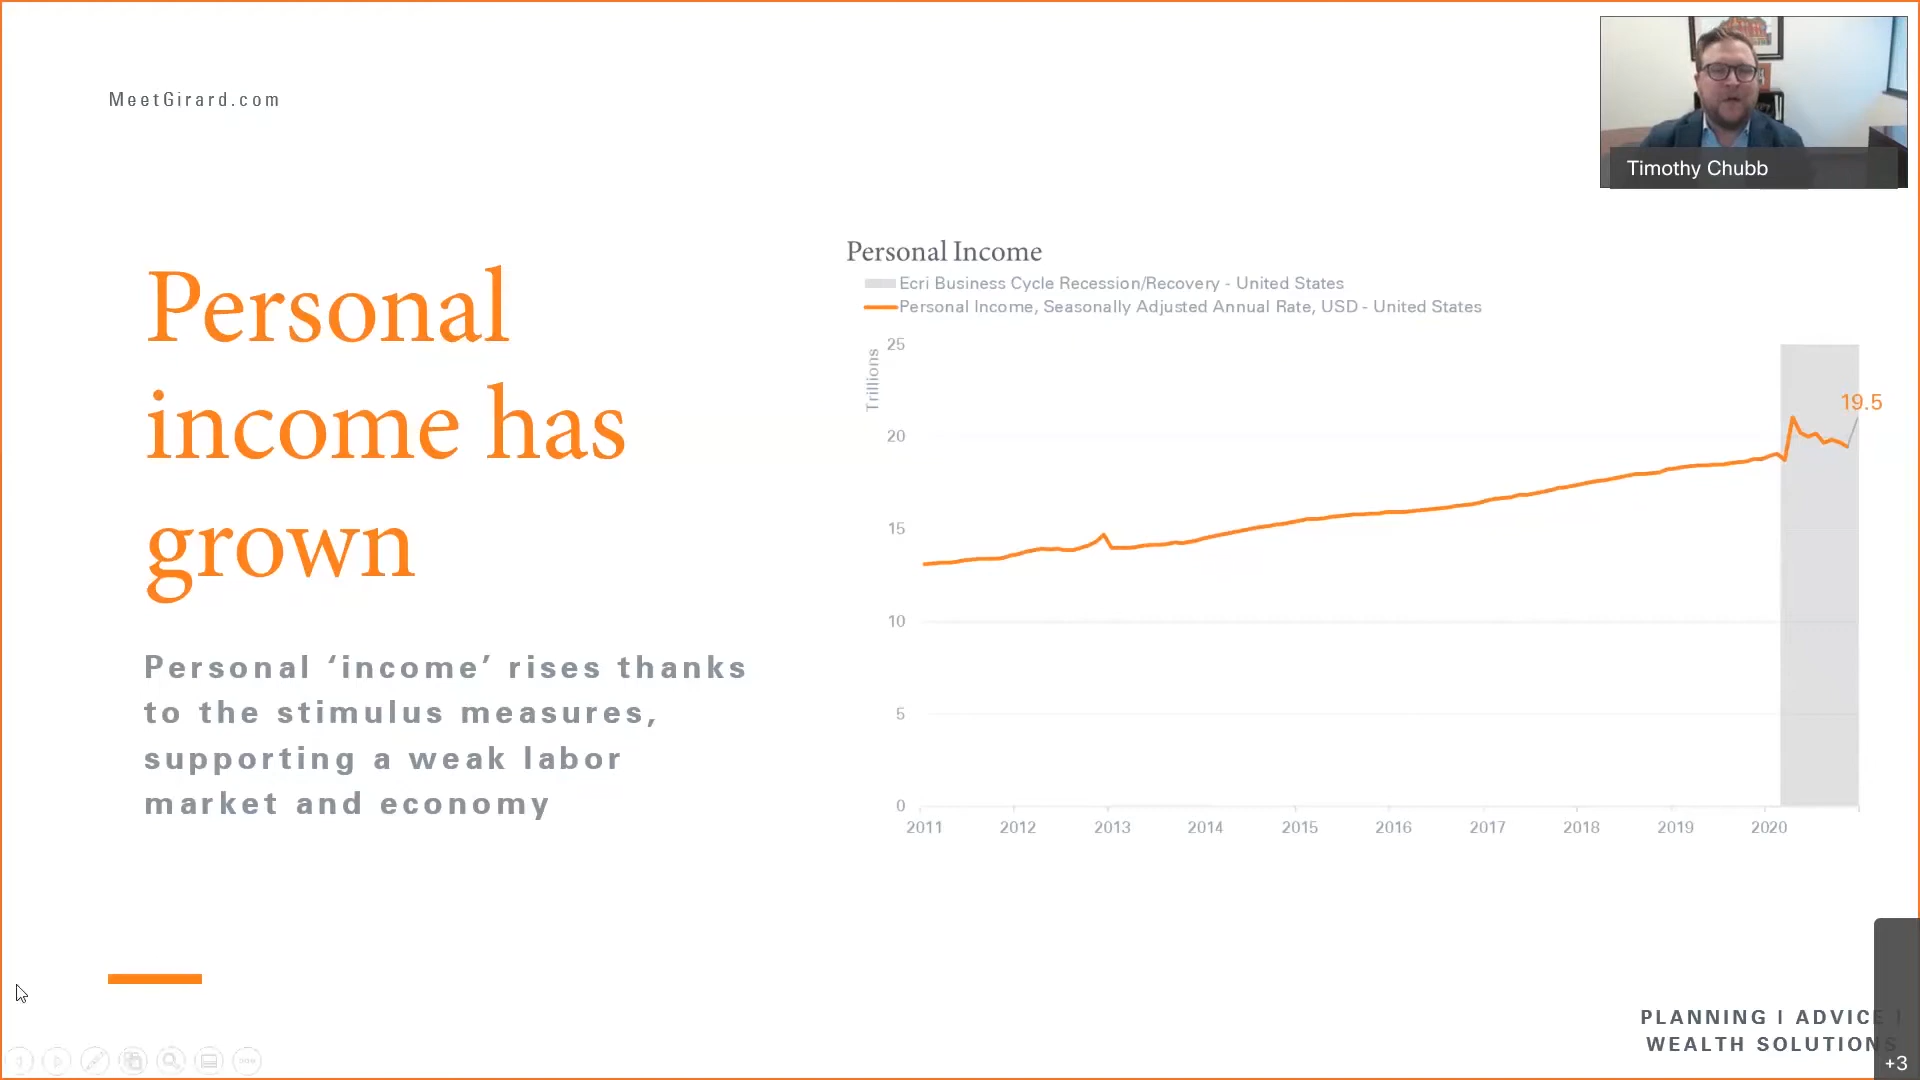 MeetGirard.com
Timothy Chubb
Personal
income has
grown
Personal ‘income’ rises thanks
to the stimulus measures,
supporting a weak labor
market and economy
Personal Income
Ecri Business Cycle Recession/Recovery - United States
Personal Income, Seasonally Adjusted Annual Rate, USD - United States
Trillions
25
20
15
10
5
0
19.5
2011 2012 2013 2014 2015 2016 2017 2018 2019 2020
PLANNING | ADVICE |
WEALTH SOLUTIONS
+3